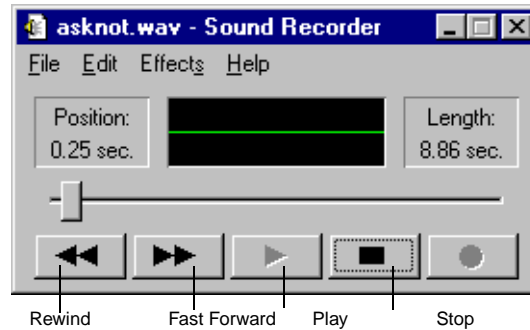 asknot.wav - Sound Recorder
File Edit Effects Help
Position: Length:
0.25 sec. 8.86 sec.
Rewind Fast Forward Play Stop